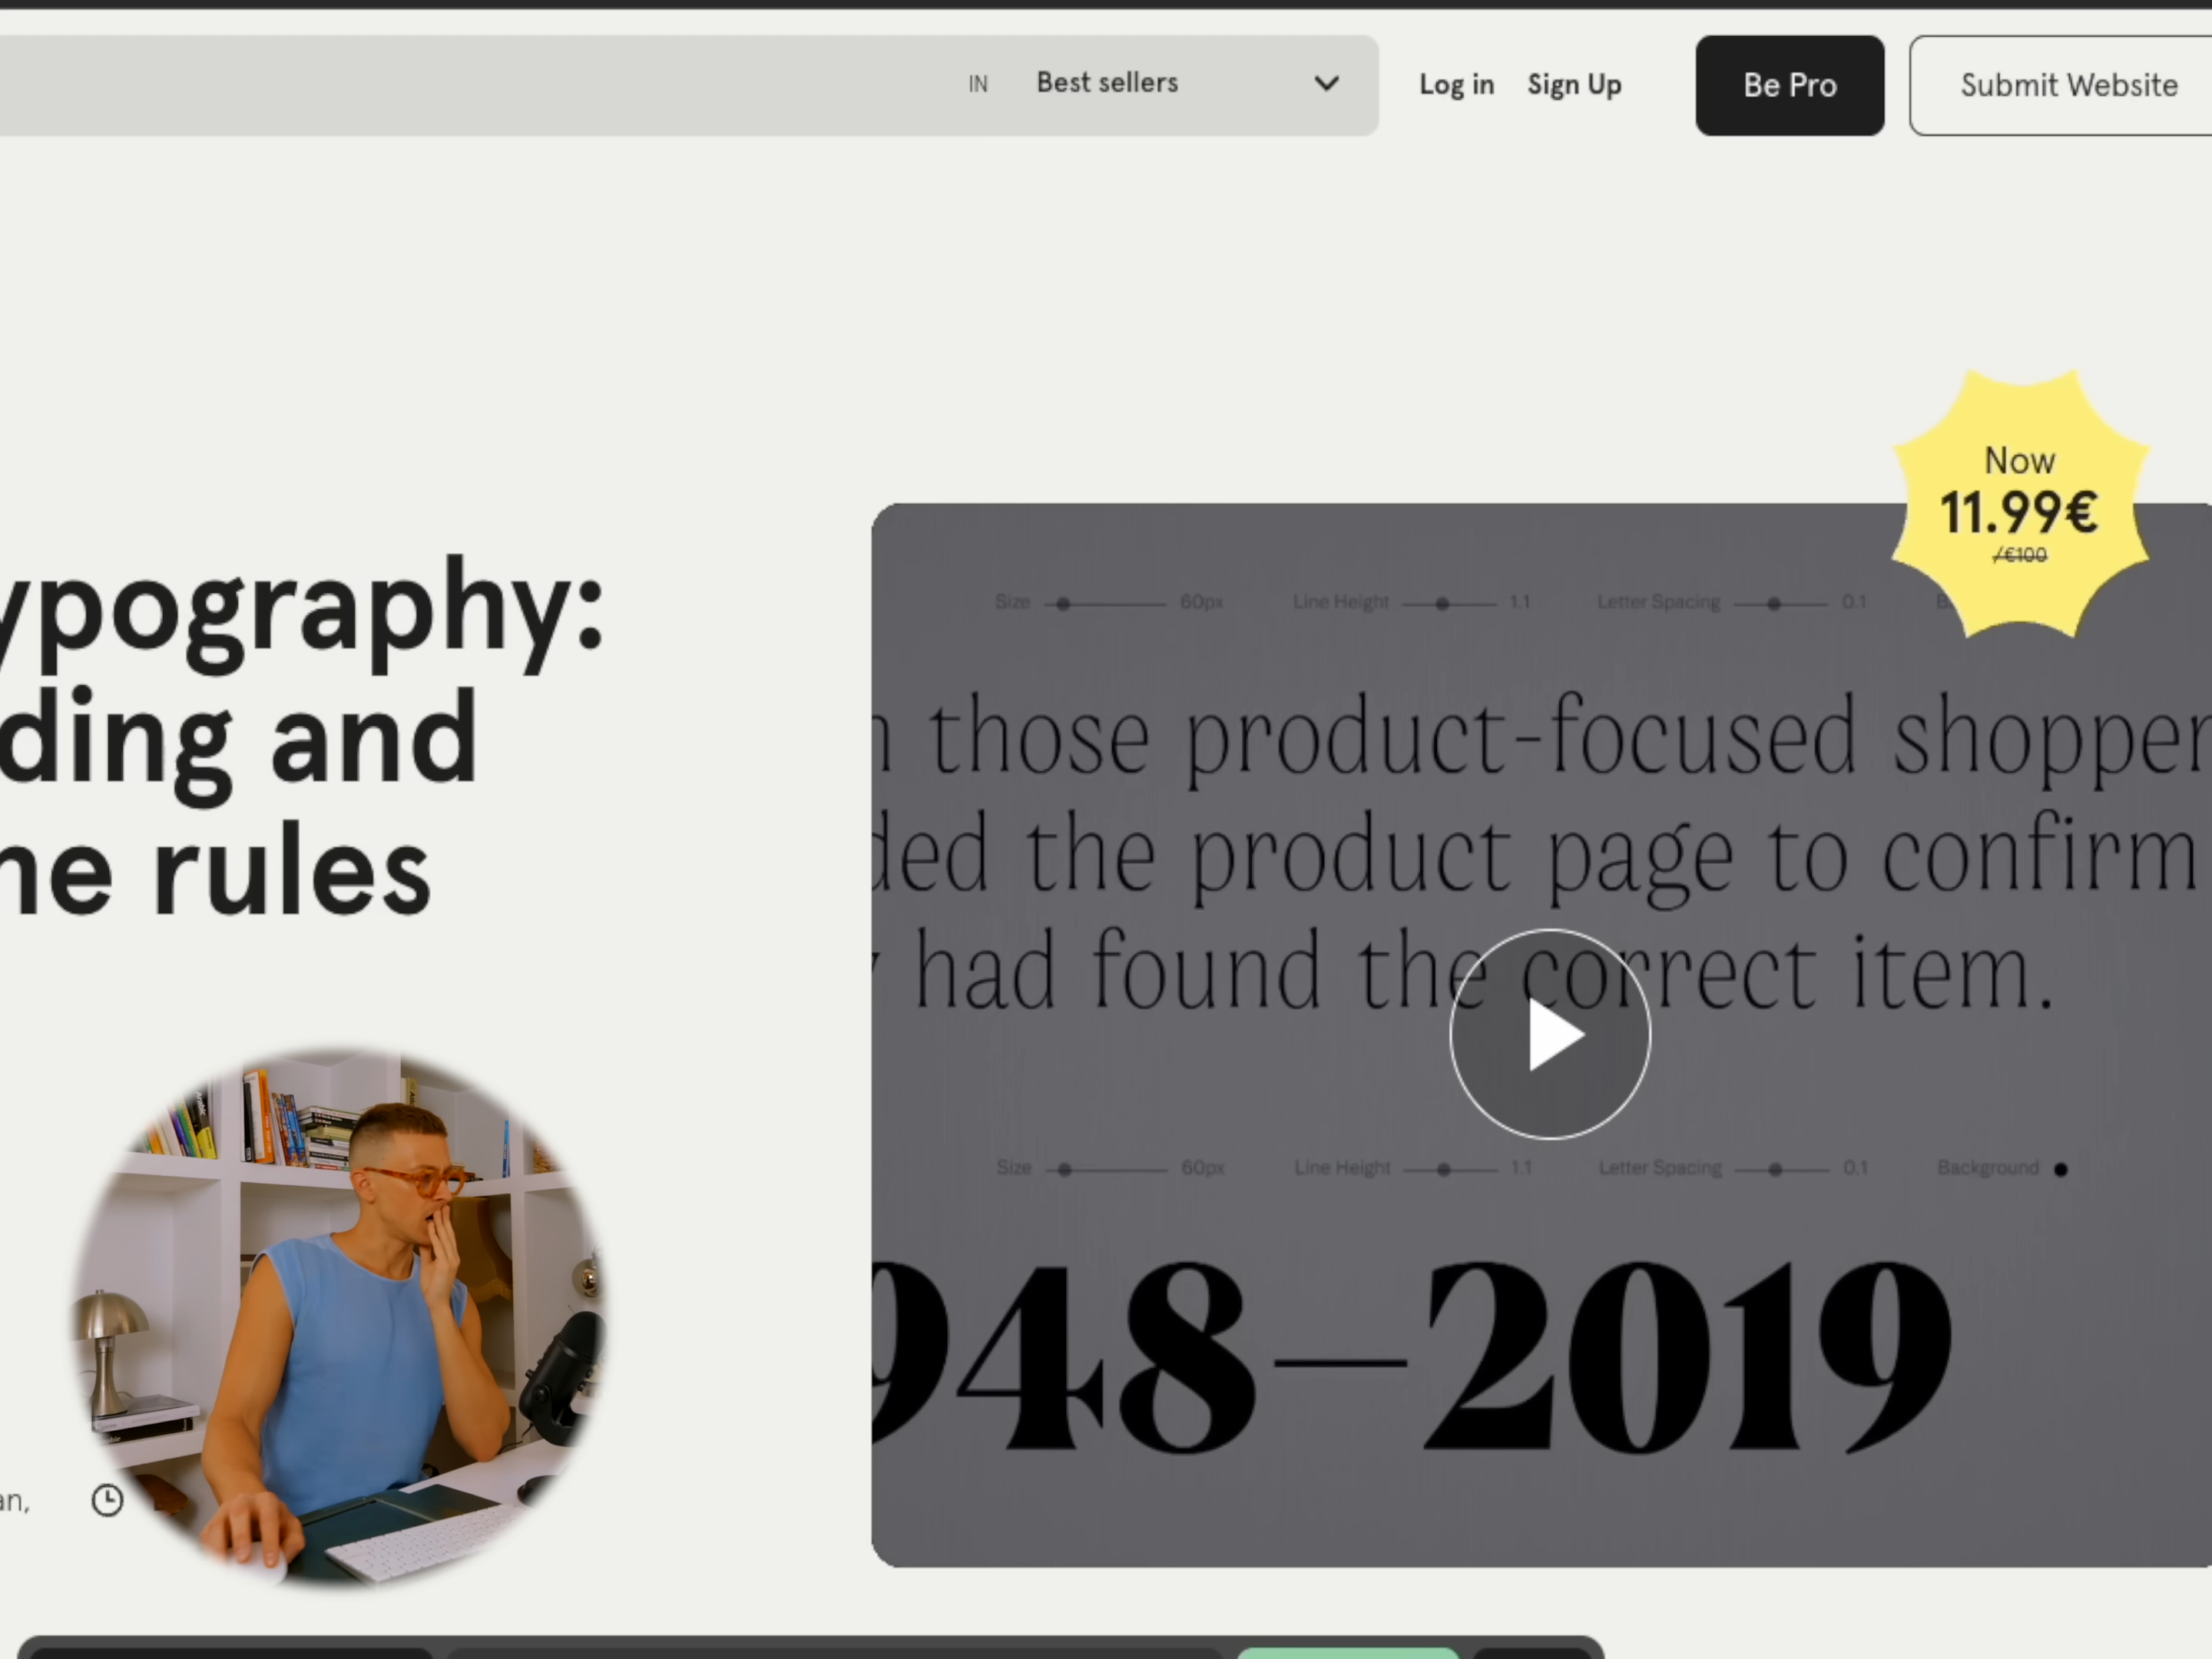 IN Best sellers Log in Sign Up Be Pro Submit Website
Now
11.99€
/€100
ypography:
ding and
ne rules
Size 60px Line Height 1.1 Letter Spacing 0.1
those product-focused shopper
ded the product page to confirm
had found the correct item.
Size 60px Line Height 1.1 Letter Spacing 0.1 Background
948—2019
an,